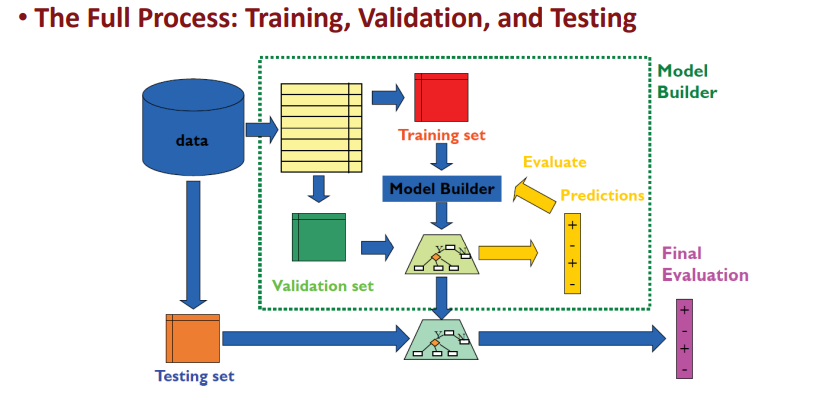 • The Full Process: Training, Validation, and Testing
Model
Builder
data
Training set
Evaluate
Model Builder
Predictions
+
-
+
-
Y
N
Validation set
Final
Evaluation
+
-
+
-
Y
N
Testing set